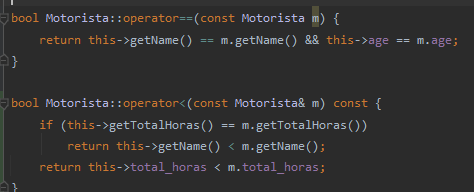 bool Motorista::operator==(const Motorista m) {
    return this->getName() == m.getName() && this->age == m.age;
}
bool Motorista::operator<(const Motorista& m) const {
    if (this->getTotalHoras() == m.getTotalHoras())
        return this->getName() < m.getName();
    return this->total_horas < m.total_horas;
}